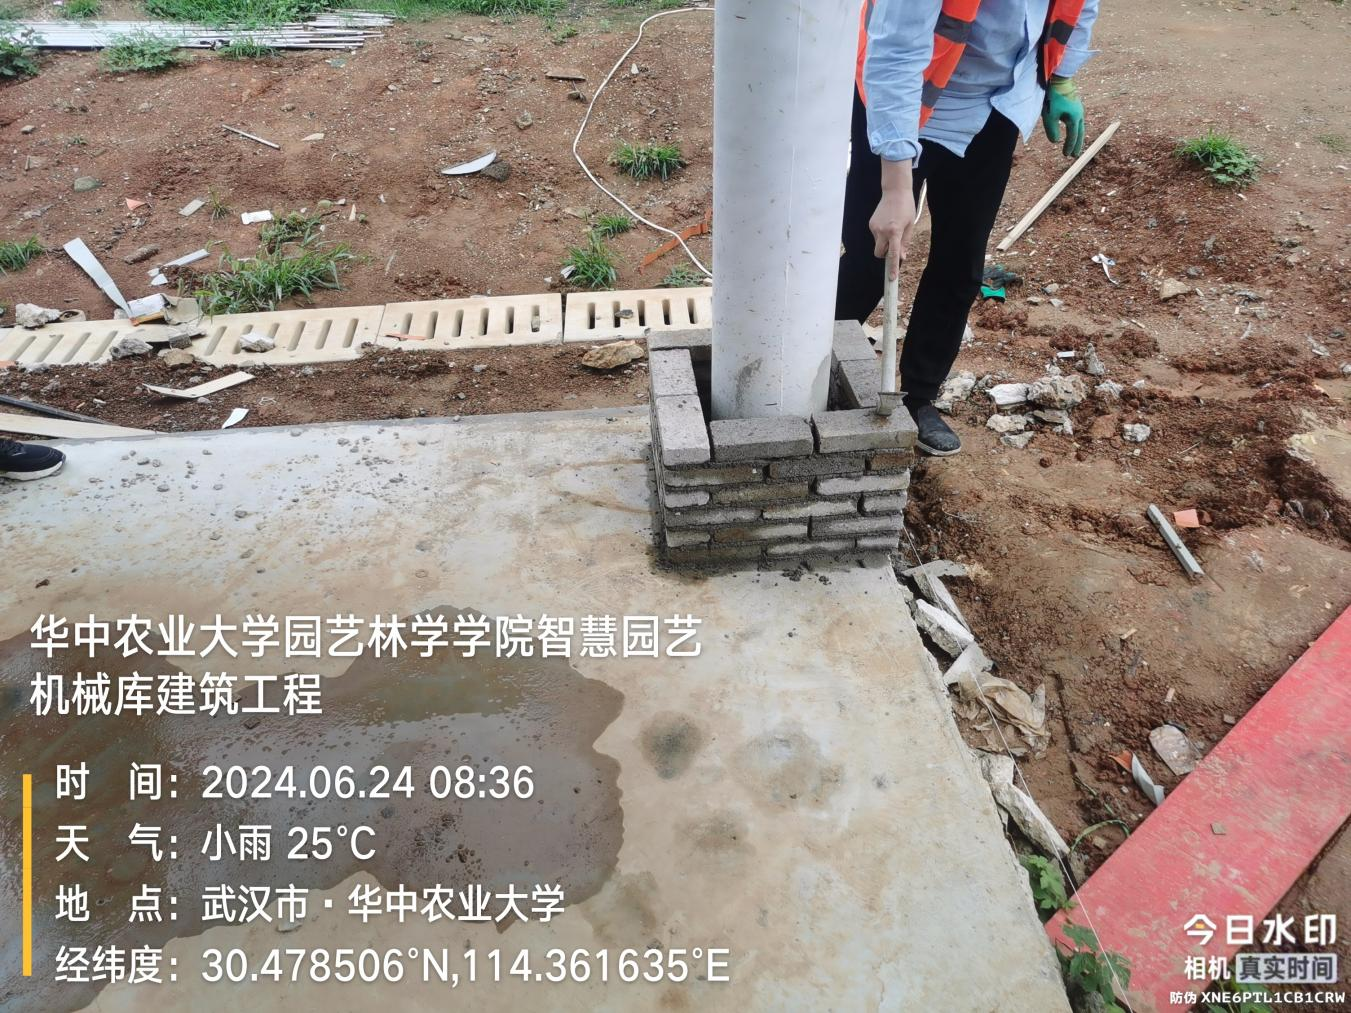 华中农业大学园艺林学学院智慧园艺
机械库建筑工程
时 间：2024.06.24 08:36
天 气：小雨 25°C
地 点：武汉市·华中农业大学
经纬度：30.478506°N,114.361635°E
今日水印
相机 真实时间
防伪 XNE6PTL1CB1CRW